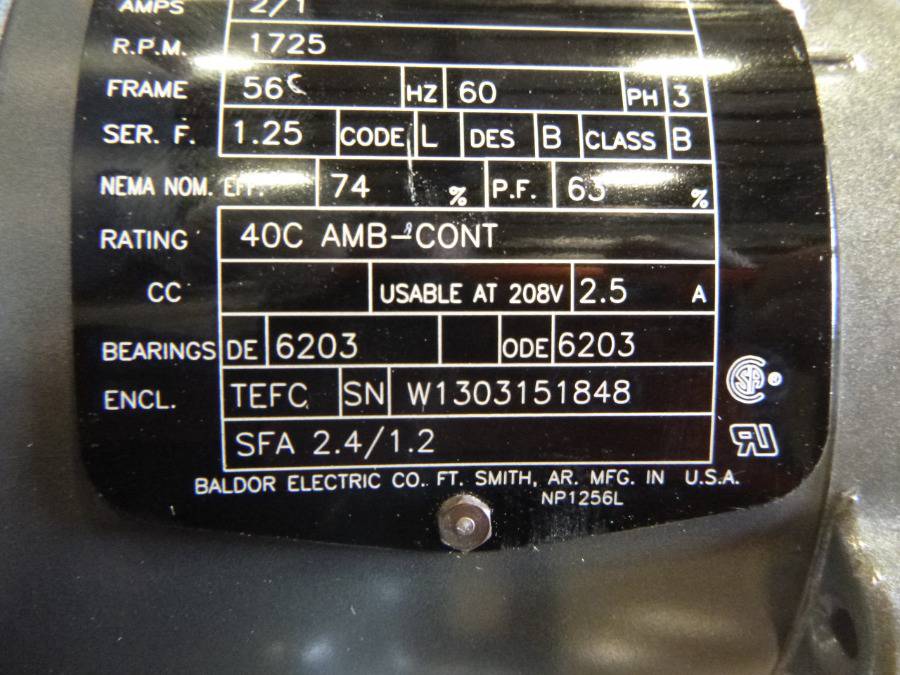 AMPS 2/1
R.P.M. 1725
FRAME 56C HZ 60 PH 3
SER. F. 1.25 CODE L DES B CLASS B
NEMA NOM. EFF. 74 % P.F. 63 %
RATING 40C AMB-CONT
CC USABLE AT 208V 2.5 A
BEARINGS DE 6203 ODE 6203
ENCL. TEFC SN W1303151848
SFA 2.4/1.2
BALDOR ELECTRIC CO. FT. SMITH, AR. MFG. IN U.S.A.
NP1256L